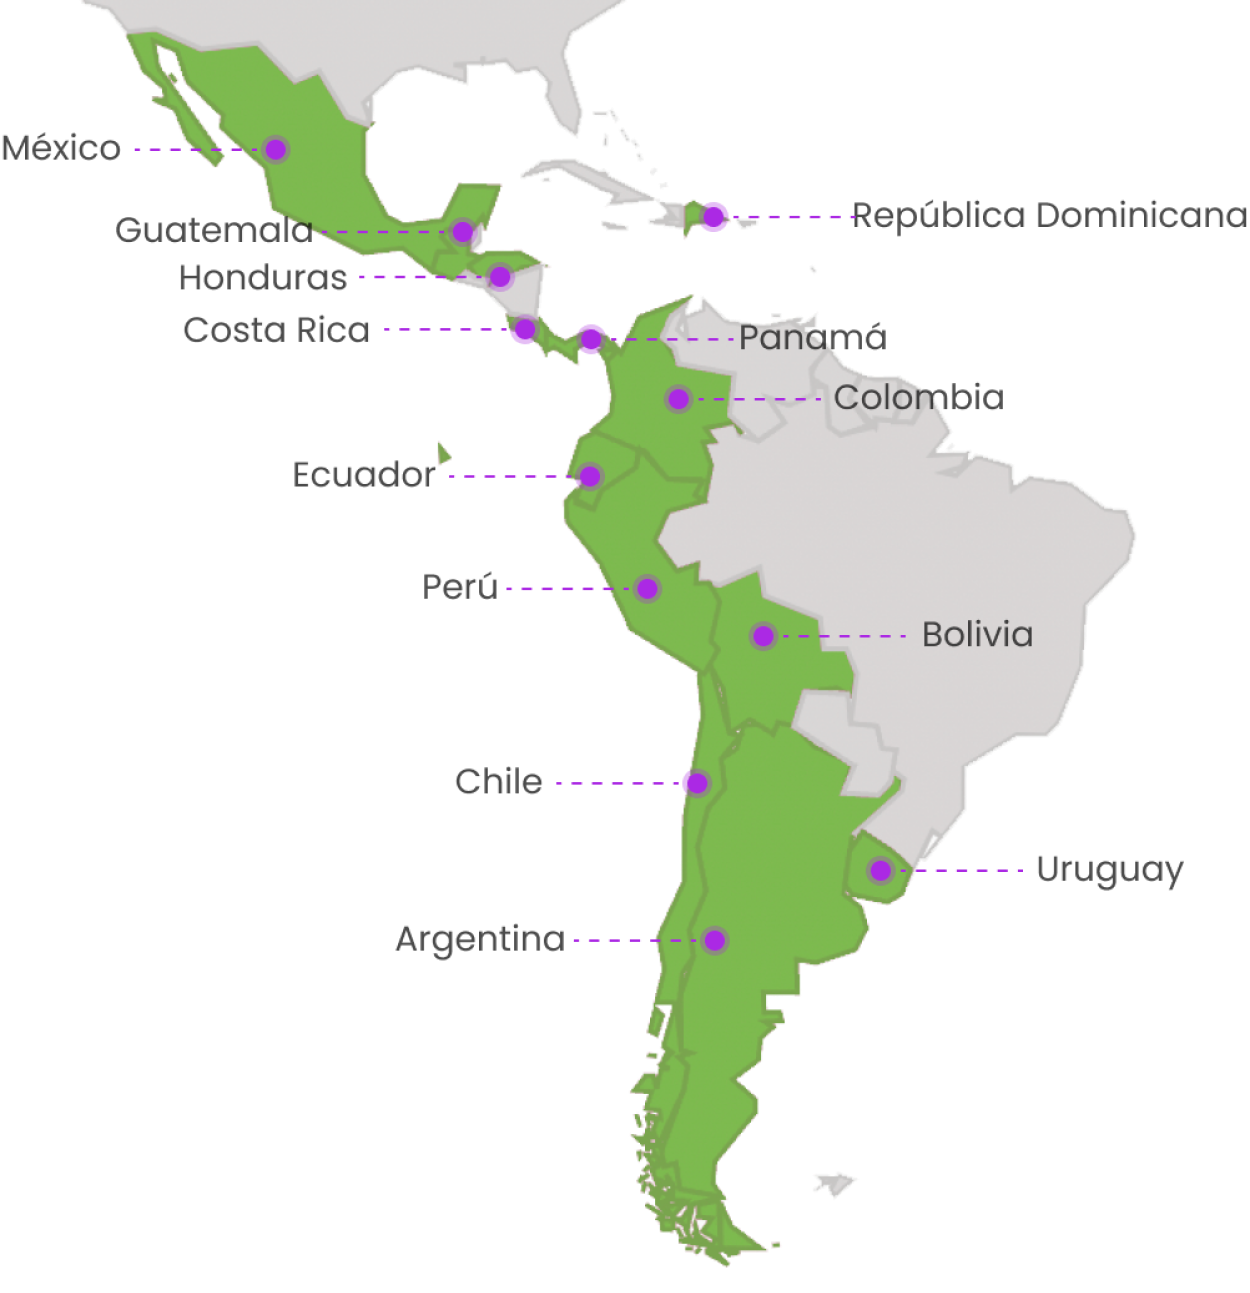 México
República Dominicana
Guatemala
Honduras
Costa Rica
Panamá
Colombia
Ecuador
Perú
Bolivia
Chile
Uruguay
Argentina